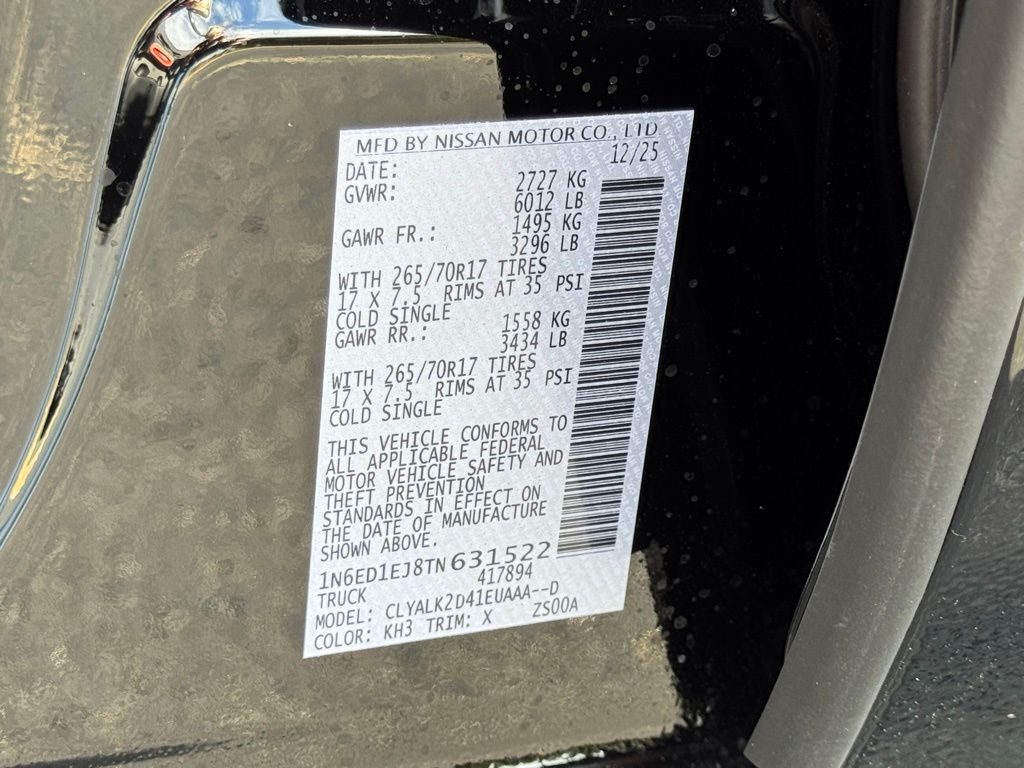 MFD BY NISSAN MOTOR CO., LTD
DATE: 12/25
GVWR: 2727 KG
6012 LB
GAWR FR.: 1495 KG
3296 LB
WITH 265/70R17 TIRES
17 X 7.5 RIMS AT 35 PSI
COLD SINGLE
GAWR RR.: 1558 KG
3434 LB
WITH 265/70R17 TIRES
17 X 7.5 RIMS AT 35 PSI
COLD SINGLE
THIS VEHICLE CONFORMS TO
ALL APPLICABLE FEDERAL
MOTOR VEHICLE SAFETY AND
THEFT PREVENTION
STANDARDS IN EFFECT ON
THE DATE OF MANUFACTURE
SHOWN ABOVE.
1N6ED1EJ8TN631522
TRUCK 417894
MODEL: CLYALK2D41EUAAA--D
COLOR: KH3 TRIM: X ZS00A